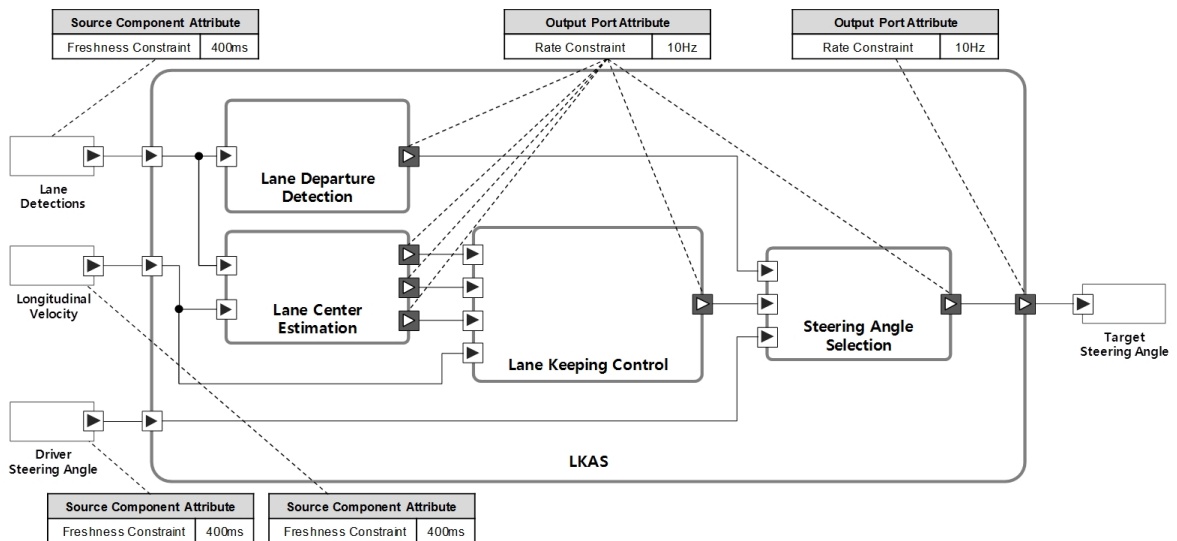 Source Component Attribute
Freshness Constraint 400ms
Output Port Attribute
Rate Constraint 10Hz
Output Port Attribute
Rate Constraint 10Hz
Lane
Detections
Lane Departure
Detection
Longitudinal
Velocity
Lane Center
Estimation
Lane Keeping Control
Steering Angle
Selection
Target
Steering Angle
Driver
Steering Angle
LKAS
Source Component Attribute
Freshness Constraint 400ms
Source Component Attribute
Freshness Constraint 400ms